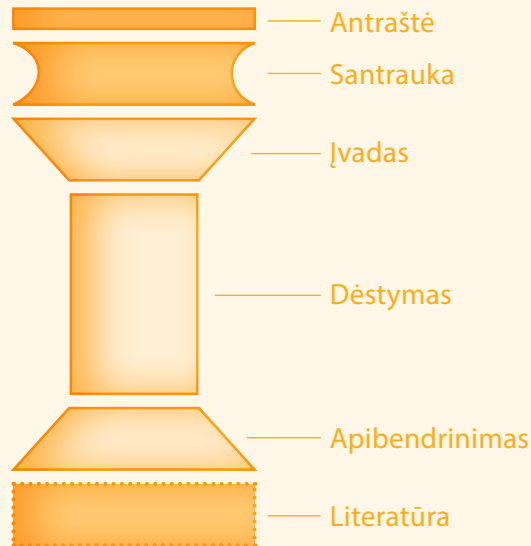 Antraštė
Santrauka
Įvadas
Dėstymas
Apibendrinimas
Literatūra